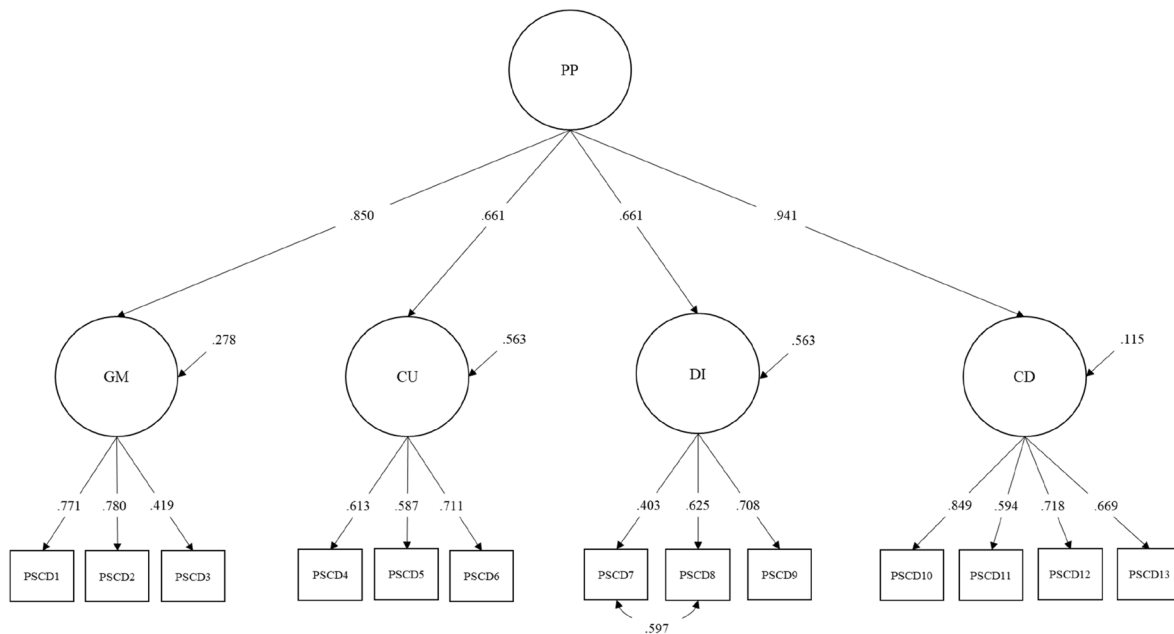 PP
.850 .661 .661 .941
GM .278 CU .563 DI .563 CD .115
.771 .780 .419 .613 .587 .711 .403 .625 .708 .849 .594 .718 .669
PSCD1 PSCD2 PSCD3 PSCD4 PSCD5 PSCD6 PSCD7 PSCD8 PSCD9 PSCD10 PSCD11 PSCD12 PSCD13
.597